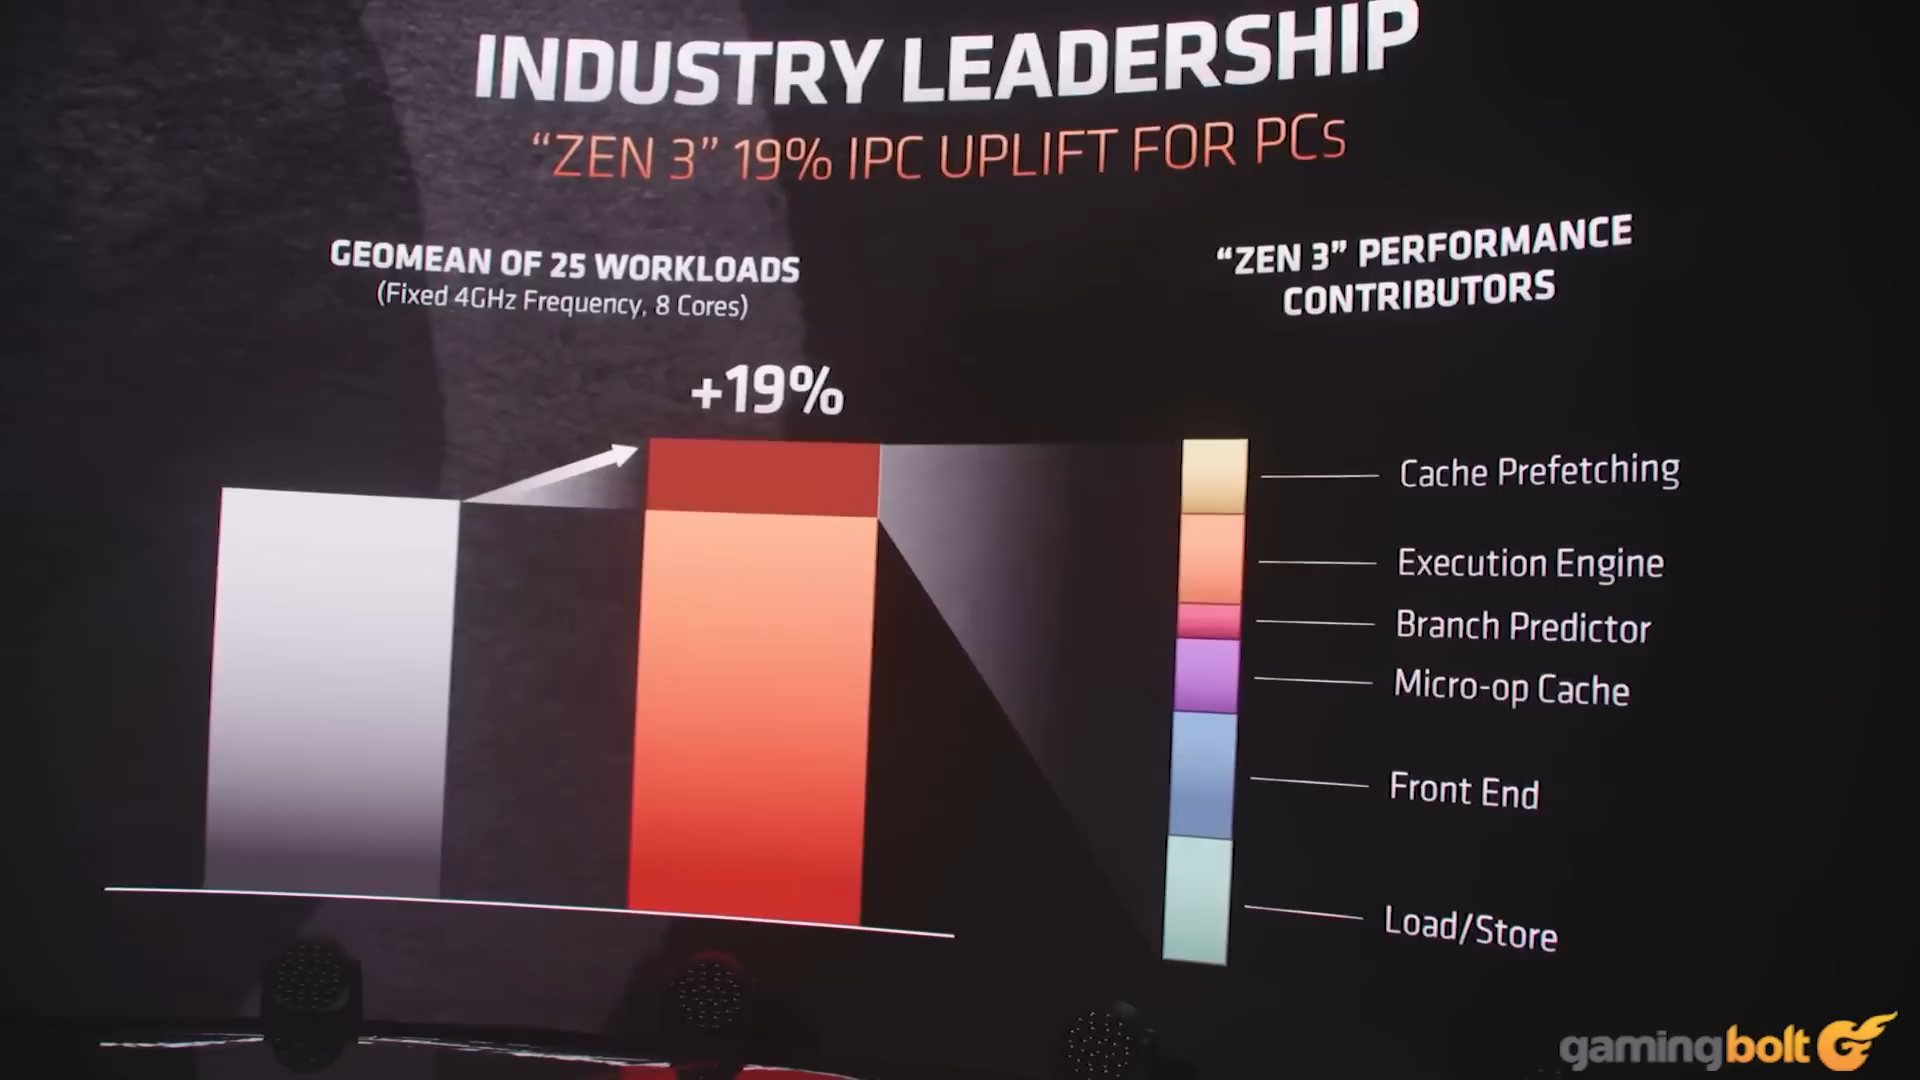 INDUSTRY LEADERSHIP
“ZEN 3” 19% IPC UPLIFT FOR PCs
GEOMEAN OF 25 WORKLOADS
(Fixed 4GHz Frequency, 8 Cores)
+19%
“ZEN 3” PERFORMANCE
CONTRIBUTORS
Cache Prefetching
Execution Engine
Branch Predictor
Micro-op Cache
Front End
Load/Store
gamingbolt